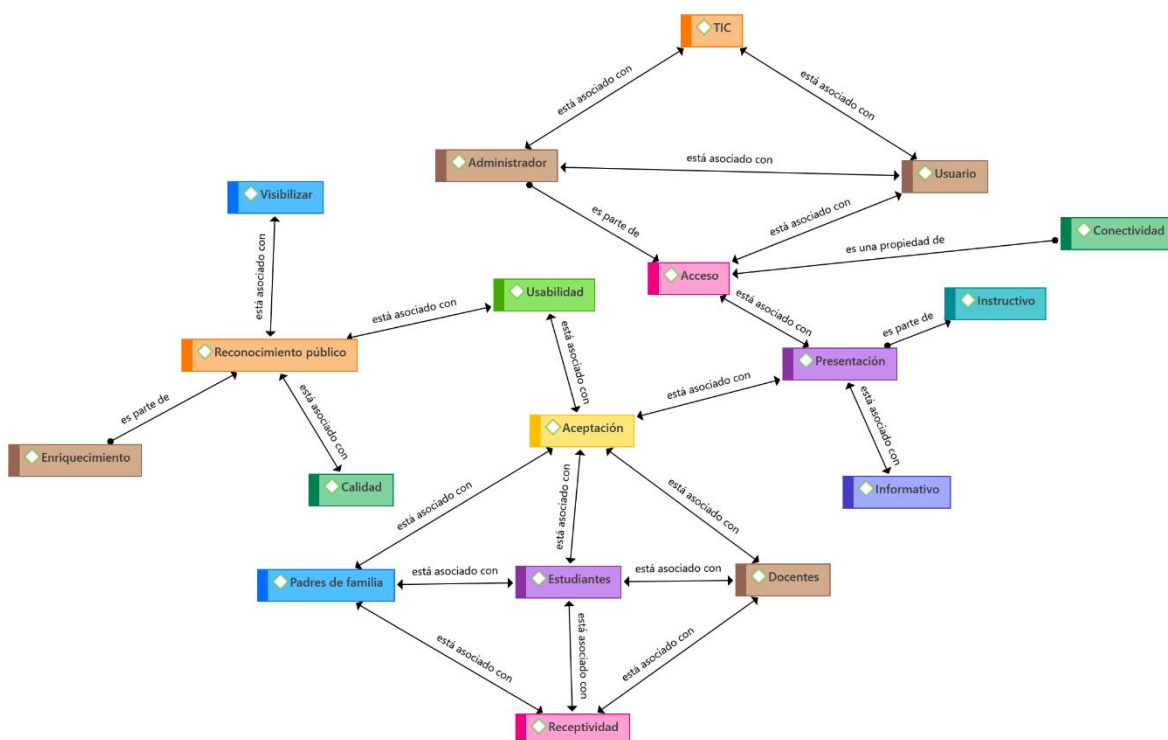 TIC
está asociado con
está asociado con
Administrador
está asociado con
Usuario
Visibilizar
es parte de
está asociado con
Conectividad
es una propiedad de
está asociado con
Acceso
Usabilidad
está asociado con
Instructivo
está asociado con
es parte de
Reconocimiento público
está asociado con
Presentación
está asociado con
es parte de
está asociado con
está asociado con
Aceptación
Enriquecimiento
Calidad
Informativo
está asociado con
está asociado con
está asociado con
Padres de familia
está asociado con
Estudiantes
está asociado con
Docentes
está asociado con
está asociado con
está asociado con
Receptividad